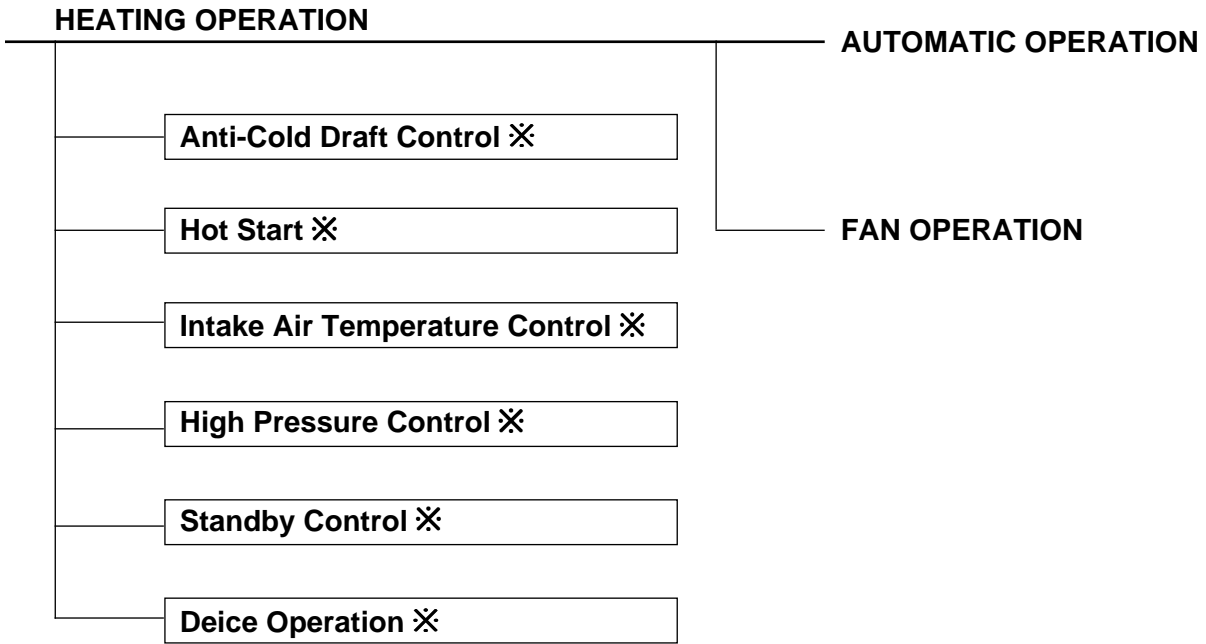 HEATING OPERATION
AUTOMATIC OPERATION
Anti-Cold Draft Control ※
Hot Start ※
FAN OPERATION
Intake Air Temperature Control ※
High Pressure Control ※
Standby Control ※
Deice Operation ※